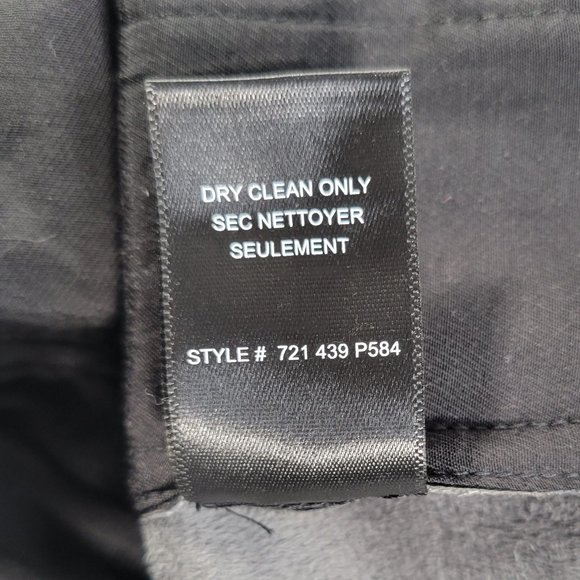 DRY CLEAN ONLY
SEC NETTOYER
SEULEMENT
STYLE # 721 439 P584